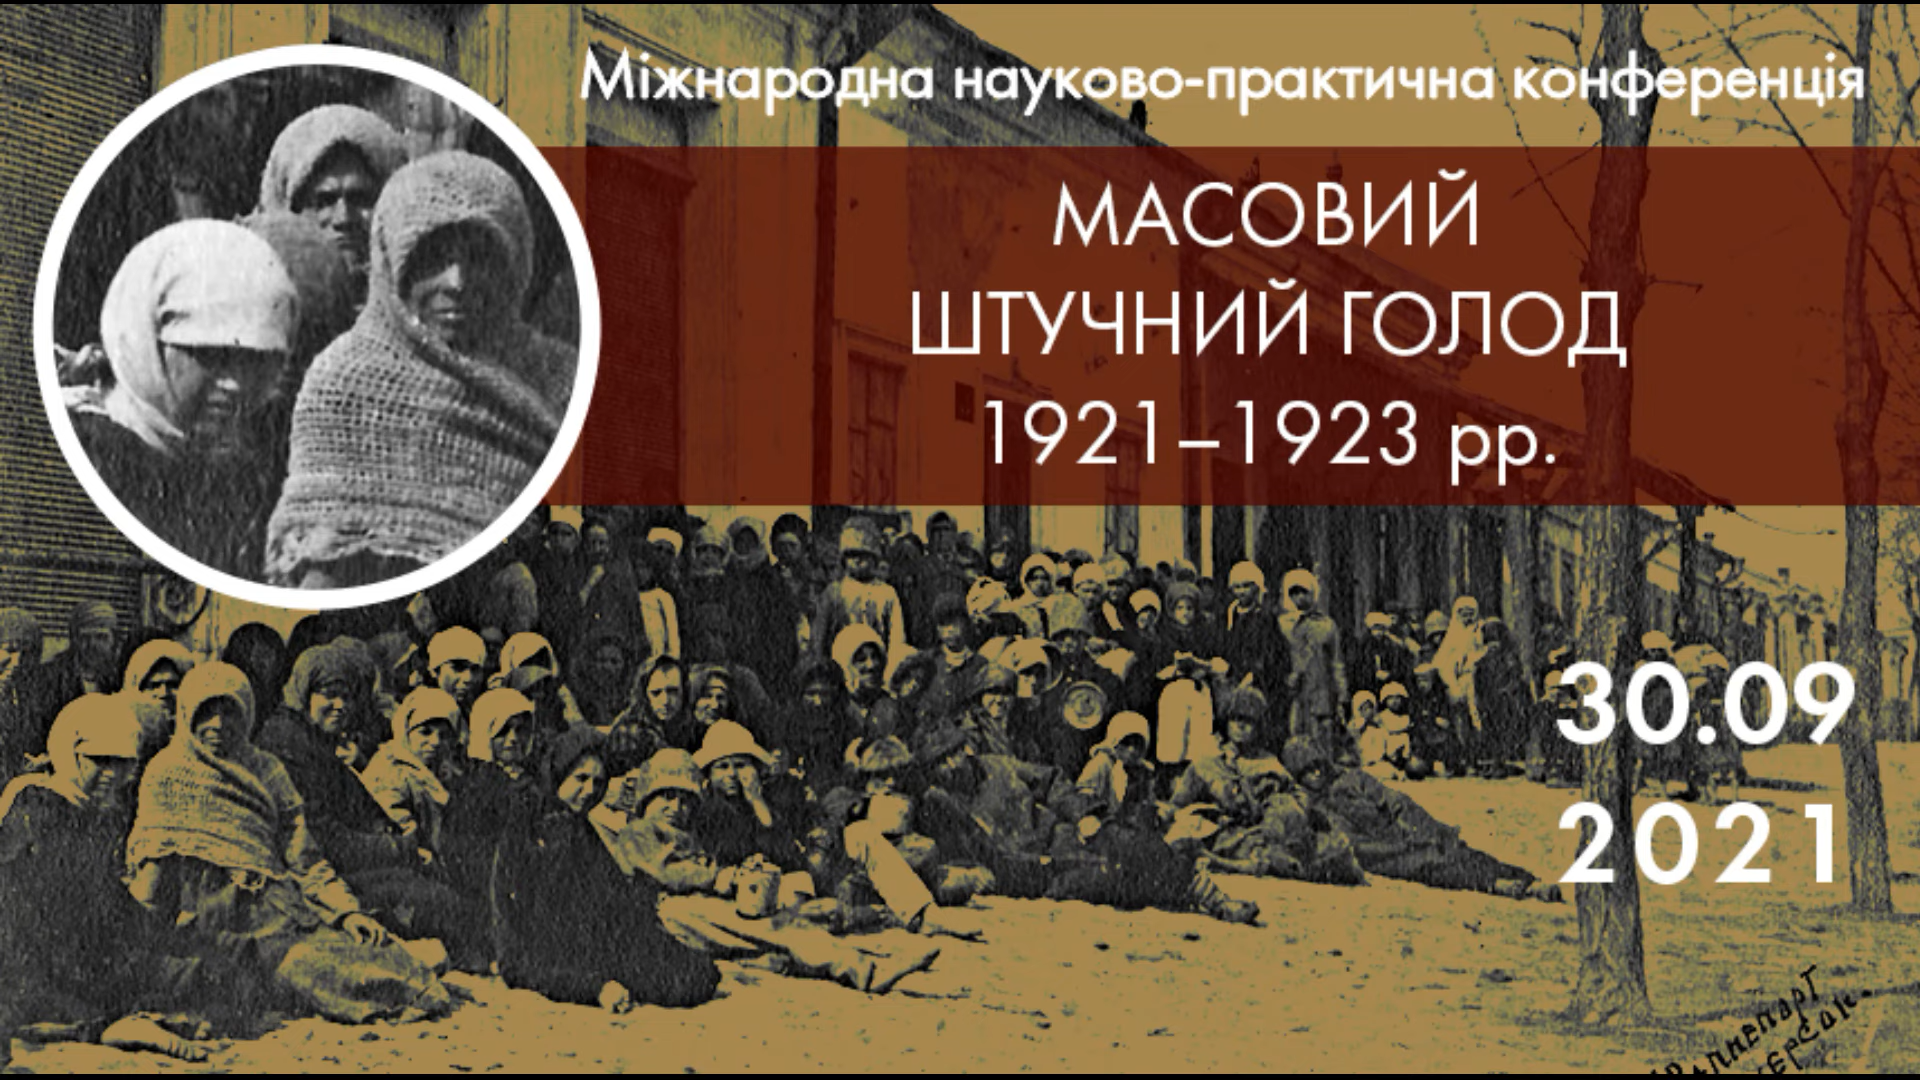 Міжнародна науково-практична конференція
МАСОВИЙ
ШТУЧНИЙ ГОЛОД
1921–1923 рр.
30.09
2021